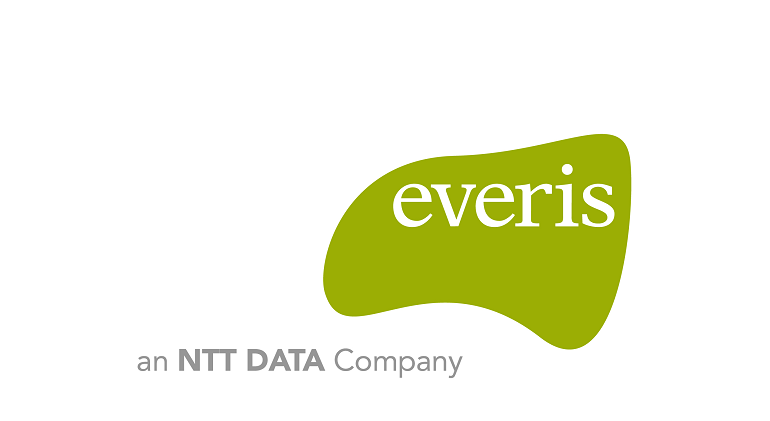 everis
an NTT DATA Company